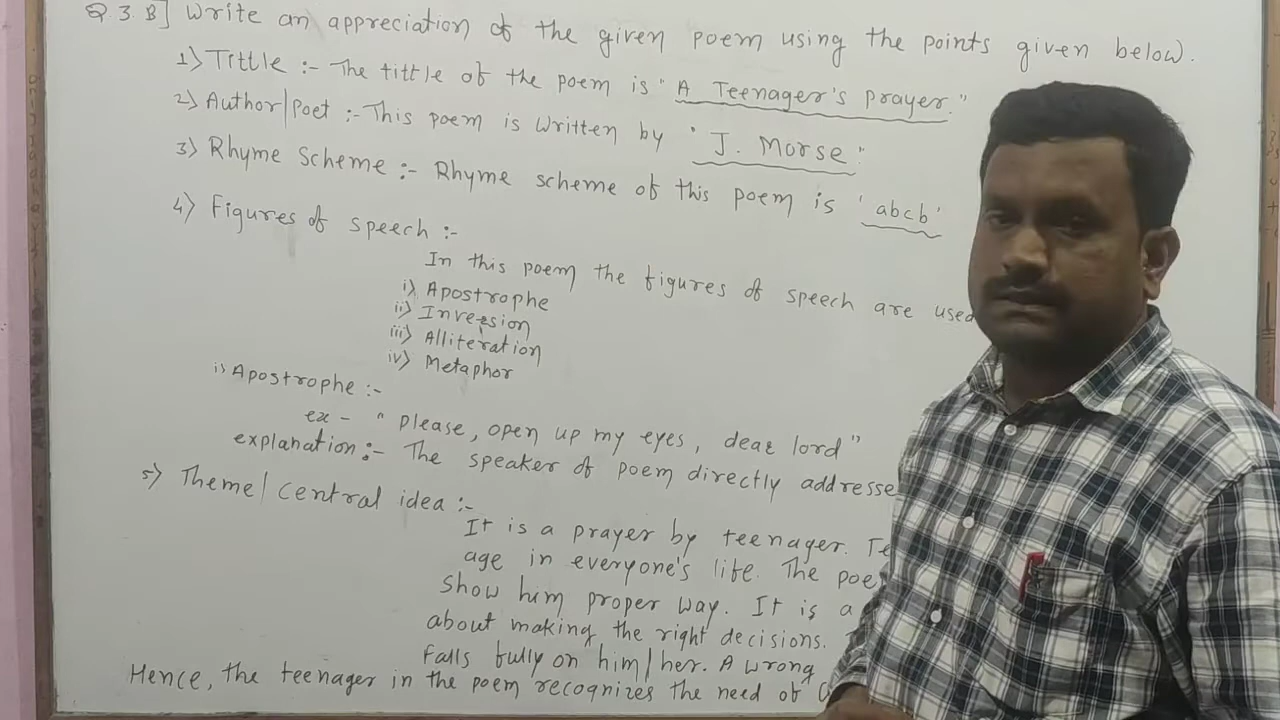 Q.3.B] Write an appreciation of the given poem using the points given below.
1) Tittle :- The tittle of the poem is "A Teenager's prayer."
2) Author/Poet :- This poem is written by "J. Morse."
3) Rhyme Scheme :- Rhyme scheme of this poem is 'abcb'
4) Figures of speech :-
In this poem the figures of speech are used
i) Apostrophe
ii) Inversion
iii) Alliteration
iv) Metaphor
i) Apostrophe :-
ex - "please, open up my eyes, dear lord"
explanation :- The speaker of poem directly addresse
5) Theme/central idea :-
It is a prayer by teenager.
age in everyone's life. The
show him proper way. It is a
about making the right decisions.
falls fully on him/her. A wrong
Hence, the teenager in the poem recognizes the need of